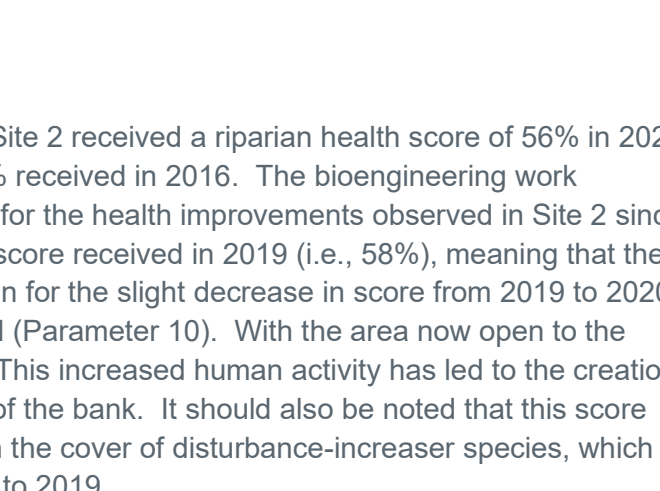 Site 2 received a riparian health score of 56% in 202
% received in 2016. The bioengineering work
for the health improvements observed in Site 2 sinc
score received in 2019 (i.e., 58%), meaning that the
n for the slight decrease in score from 2019 to 2020
(Parameter 10). With the area now open to the
This increased human activity has led to the creatio
of the bank. It should also be noted that this score
the cover of disturbance-increaser species, which
to 2019